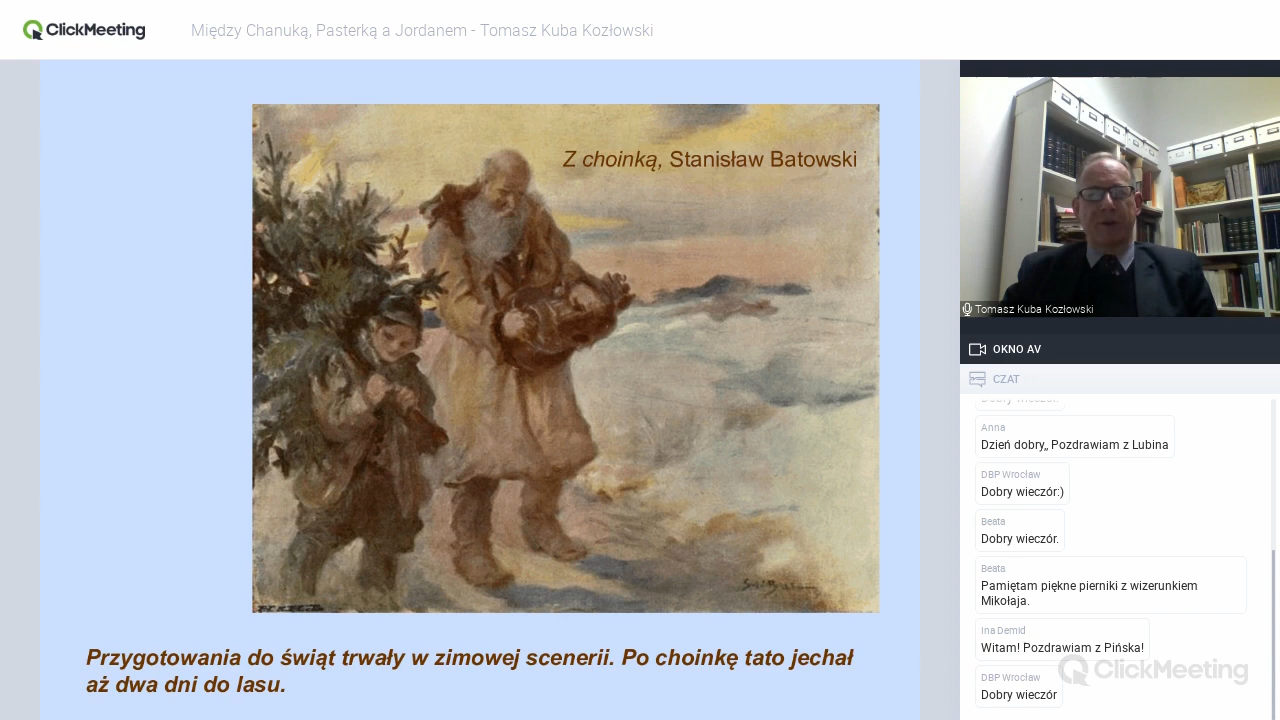 ClickMeeting
Między Chanuką, Pasterką a Jordanem - Tomasz Kuba Kozłowski
Z choinką, Stanisław Batowski
Przygotowania do świąt trwały w zimowej scenerii. Po choinkę tato jechał
aż dwa dni do lasu.
Tomasz Kuba Kozłowski
OKNO AV
CZAT
Dobry wieczór.
Anna
Dzień dobry,, Pozdrawiam z Lubina
DBP Wrocław
Dobry wieczór:)
Beata
Dobry wieczór.
Beata
Pamiętam piękne pierniki z wizerunkiem
Mikołaja.
Ina Demid
Witam! Pozdrawiam z Pińska!
DBP Wrocław
Dobry wieczór
ClickMeeting